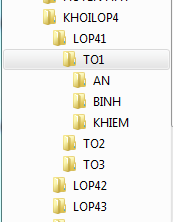 KHOILOP4
LOP41
TO1
AN
BINH
KHIEM
TO2
TO3
LOP42
LOP43